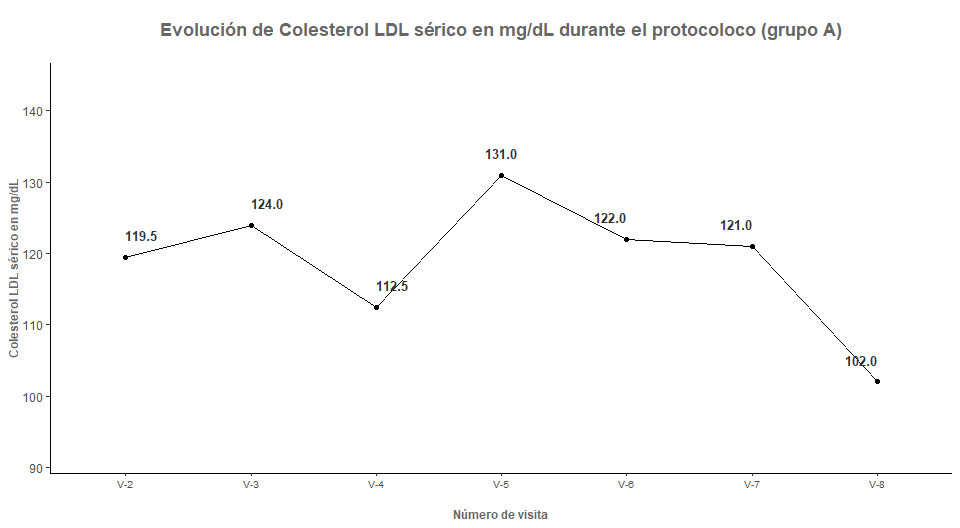 Evolución de Colesterol LDL sérico en mg/dL durante el protocoloco (grupo A)
Colesterol LDL sérico en mg/dL
140
130
120
110
100
90
119.5
124.0
112.5
131.0
122.0
121.0
102.0
V-2
V-3
V-4
V-5
V-6
V-7
V-8
Número de visita